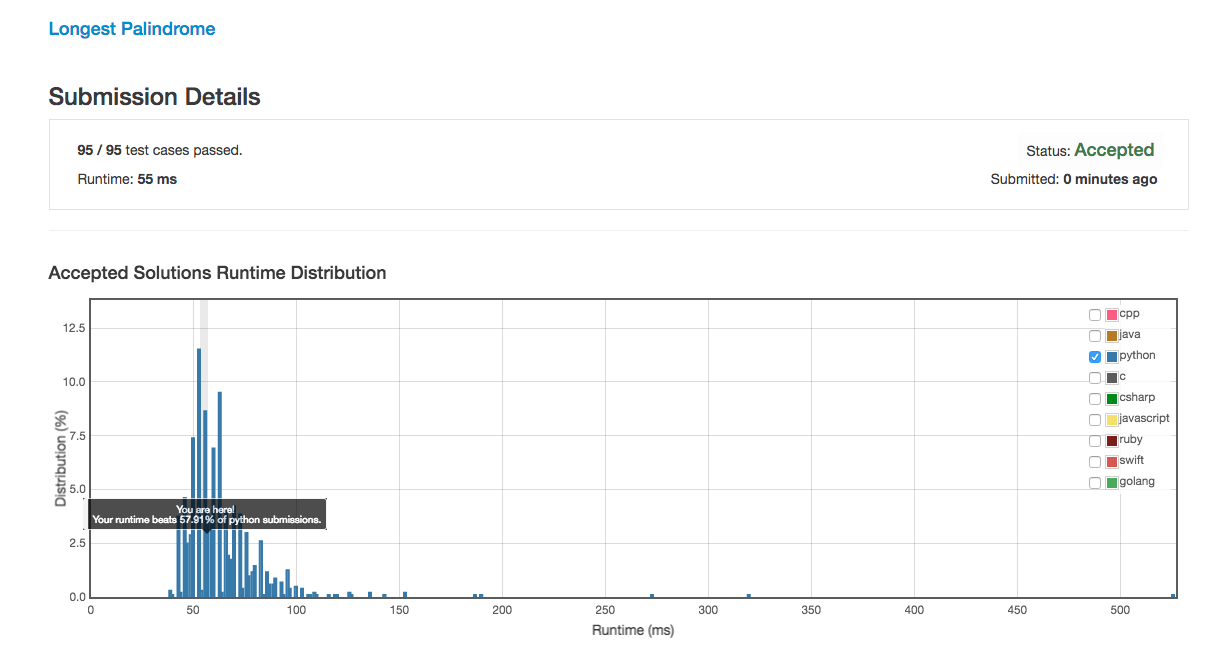 Longest Palindrome
Submission Details
95 / 95 test cases passed.
Status: Accepted
Runtime: 55 ms
Submitted: 0 minutes ago
Accepted Solutions Runtime Distribution
12.5
10.0
7.5
5.0
2.5
0.0
Distribution (%)
You are here!
Your runtime beats 57.91% of python submissions.
cpp
java
python
c
csharp
javascript
ruby
swift
golang
0 50 100 150 200 250 300 350 400 450 500
Runtime (ms)